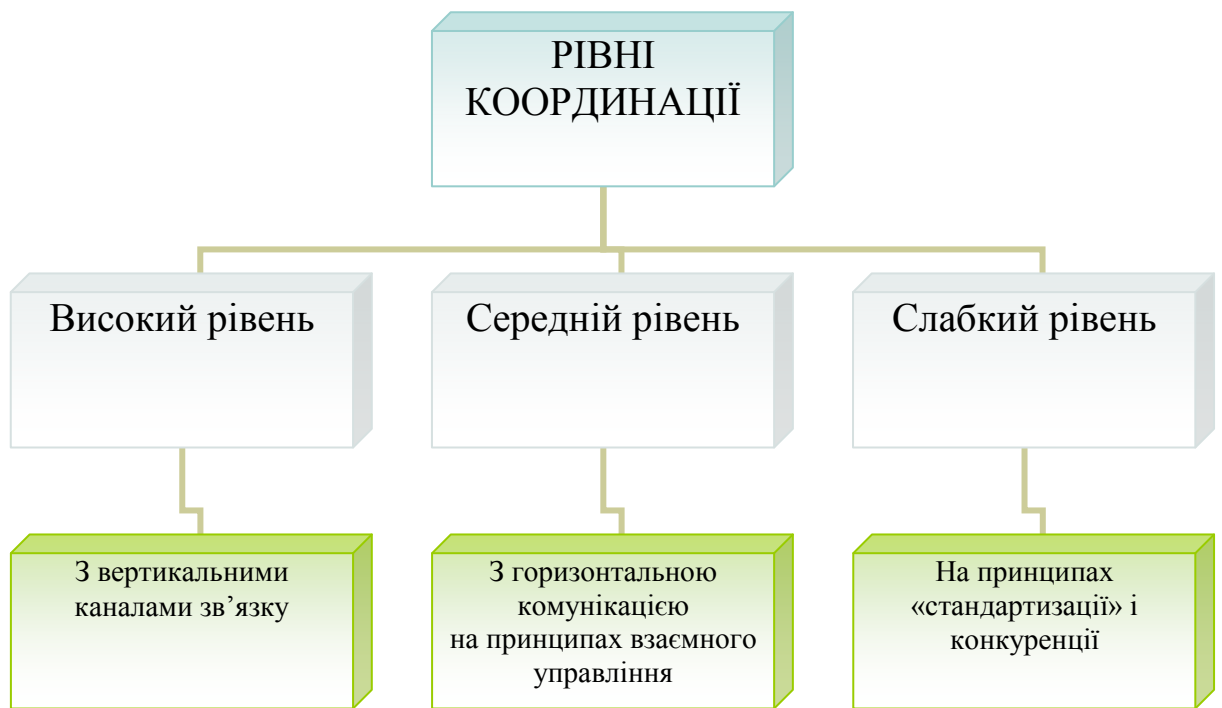 РІВНІ
КООРДИНАЦІЇ
Високий рівень
Середній рівень
Слабкий рівень
З вертикальними
каналами зв’язку
З горизонтальною
комунікацією
на принципах взаємного
управління
На принципах
«стандартизації» і
конкуренції